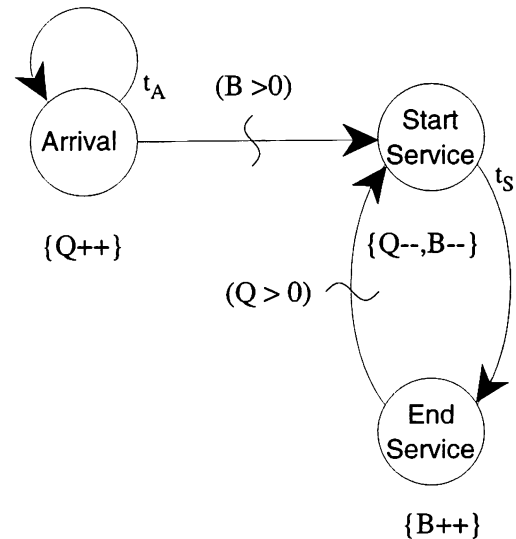 t_A
(B >0)
Arrival
Start
Service
t_S
{Q++}
{Q--,B--}
(Q > 0)
End
Service
{B++}